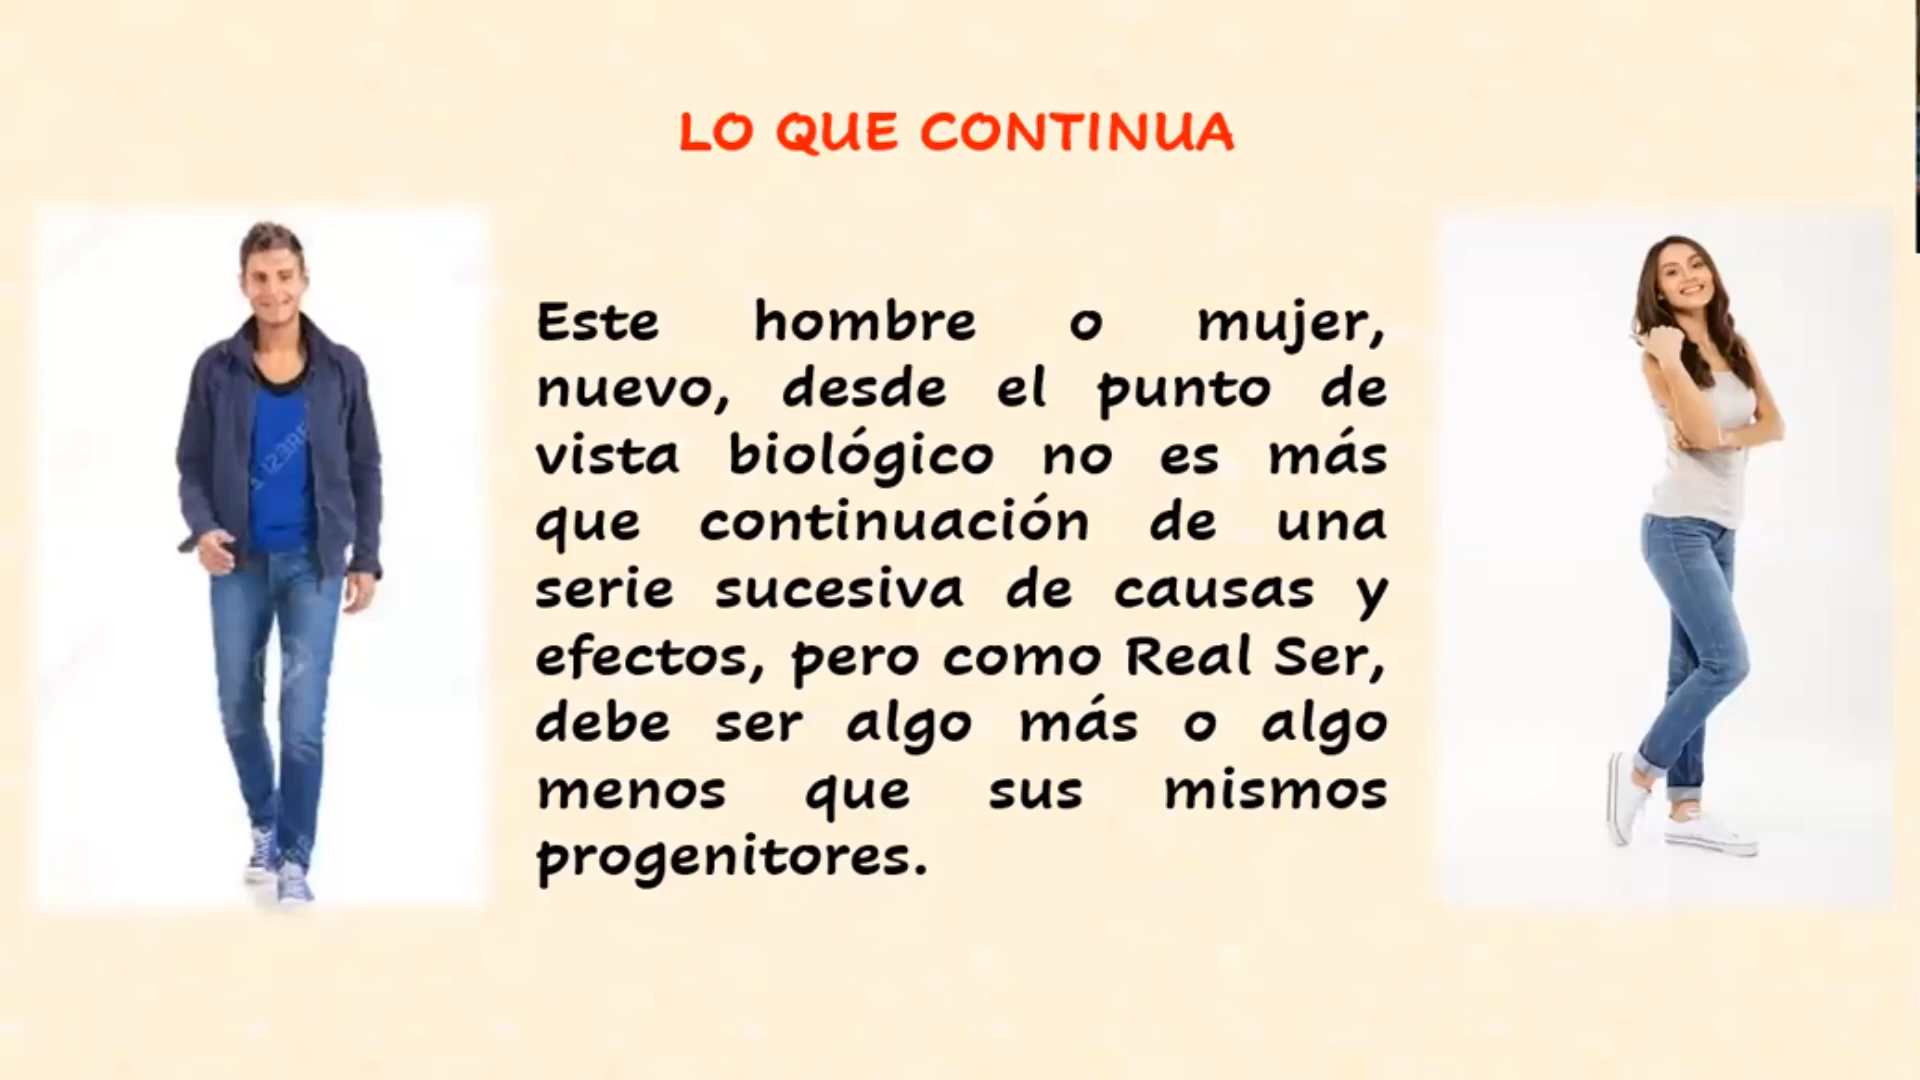 LO QUE CONTINUA
Este hombre o mujer,
nuevo, desde el punto de
vista biológico no es más
que continuación de una
serie sucesiva de causas y
efectos, pero como Real Ser,
debe ser algo más o algo
menos que sus mismos
progenitores.